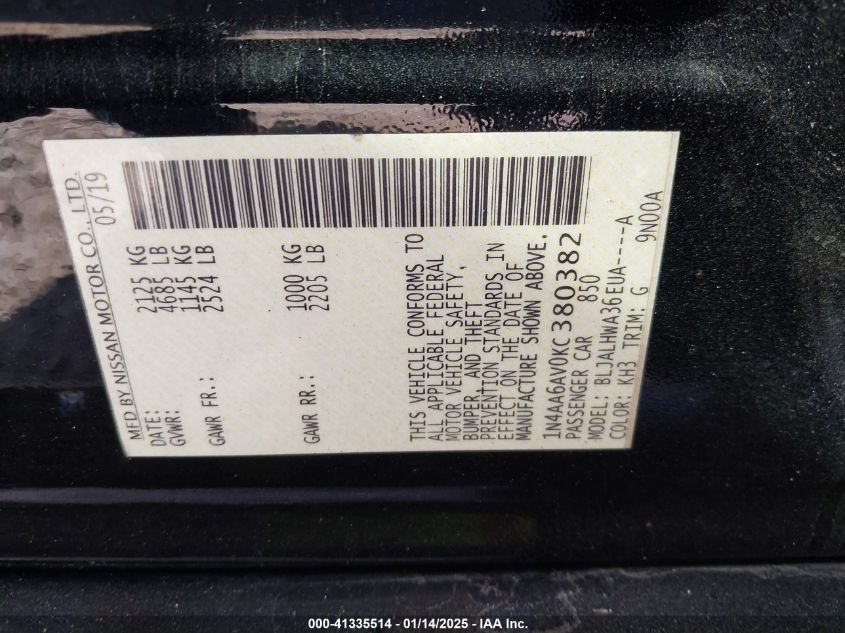 MFD BY NISSAN MOTOR CO., LTD.
DATE: 05/19
GVWR: 2125 KG
4685 LB
GAWR FR.: 1145 KG
2524 LB
GAWR RR.: 1000 KG
2205 LB
THIS VEHICLE CONFORMS TO
ALL APPLICABLE FEDERAL
MOTOR VEHICLE SAFETY,
BUMPER, AND THEFT
PREVENTION STANDARDS IN
EFFECT ON THE DATE OF
MANUFACTURE SHOWN ABOVE.
1N4AA6AV0KC380382
PASSENGER CAR 850
MODEL: BLJALHWA36EUA----A
COLOR: KH3 TRIM: G 9N00A
000-41335514 - 01/14/2025 - IAA Inc.